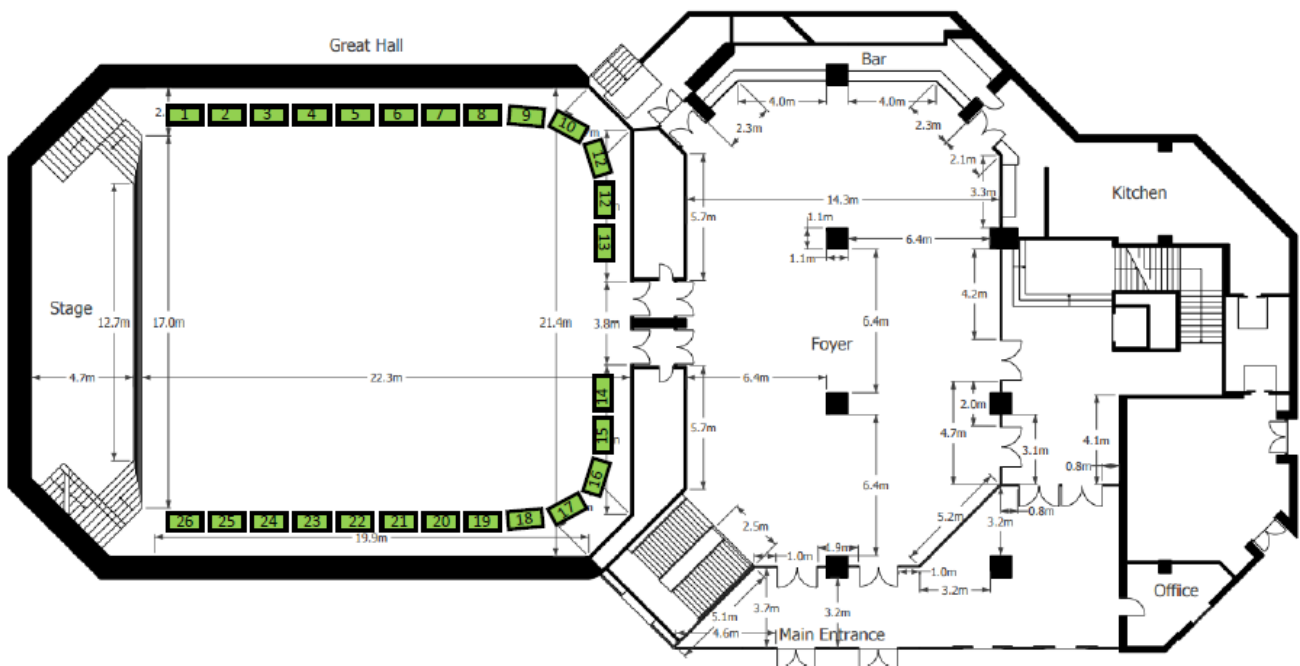 Great Hall
Bar
2.
1 2 3 4 5 6 7 8 9 10
4.0m 4.0m
2.3m 2.3m
12
2.1m
12
3.3m
Kitchen
5.7m
14.3m
1.1m
13
6.4m
1.1m
Stage
12.7m
17.0m
21.4m
3.8m
6.4m
4.2m
Foyer
4.7m
22.3m
6.4m
14
2.0m
4.7m
4.1m
15
5.7m
3.1m
16
6.4m
0.8m
17
5.2m
3.2m
0.8m
26 25 24 23 22 21 20 19 18
2.5m
19.9m
1.9m
1.0m
1.0m
3.2m
Office
5.1m
3.7m
3.2m
4.6m
Main Entrance